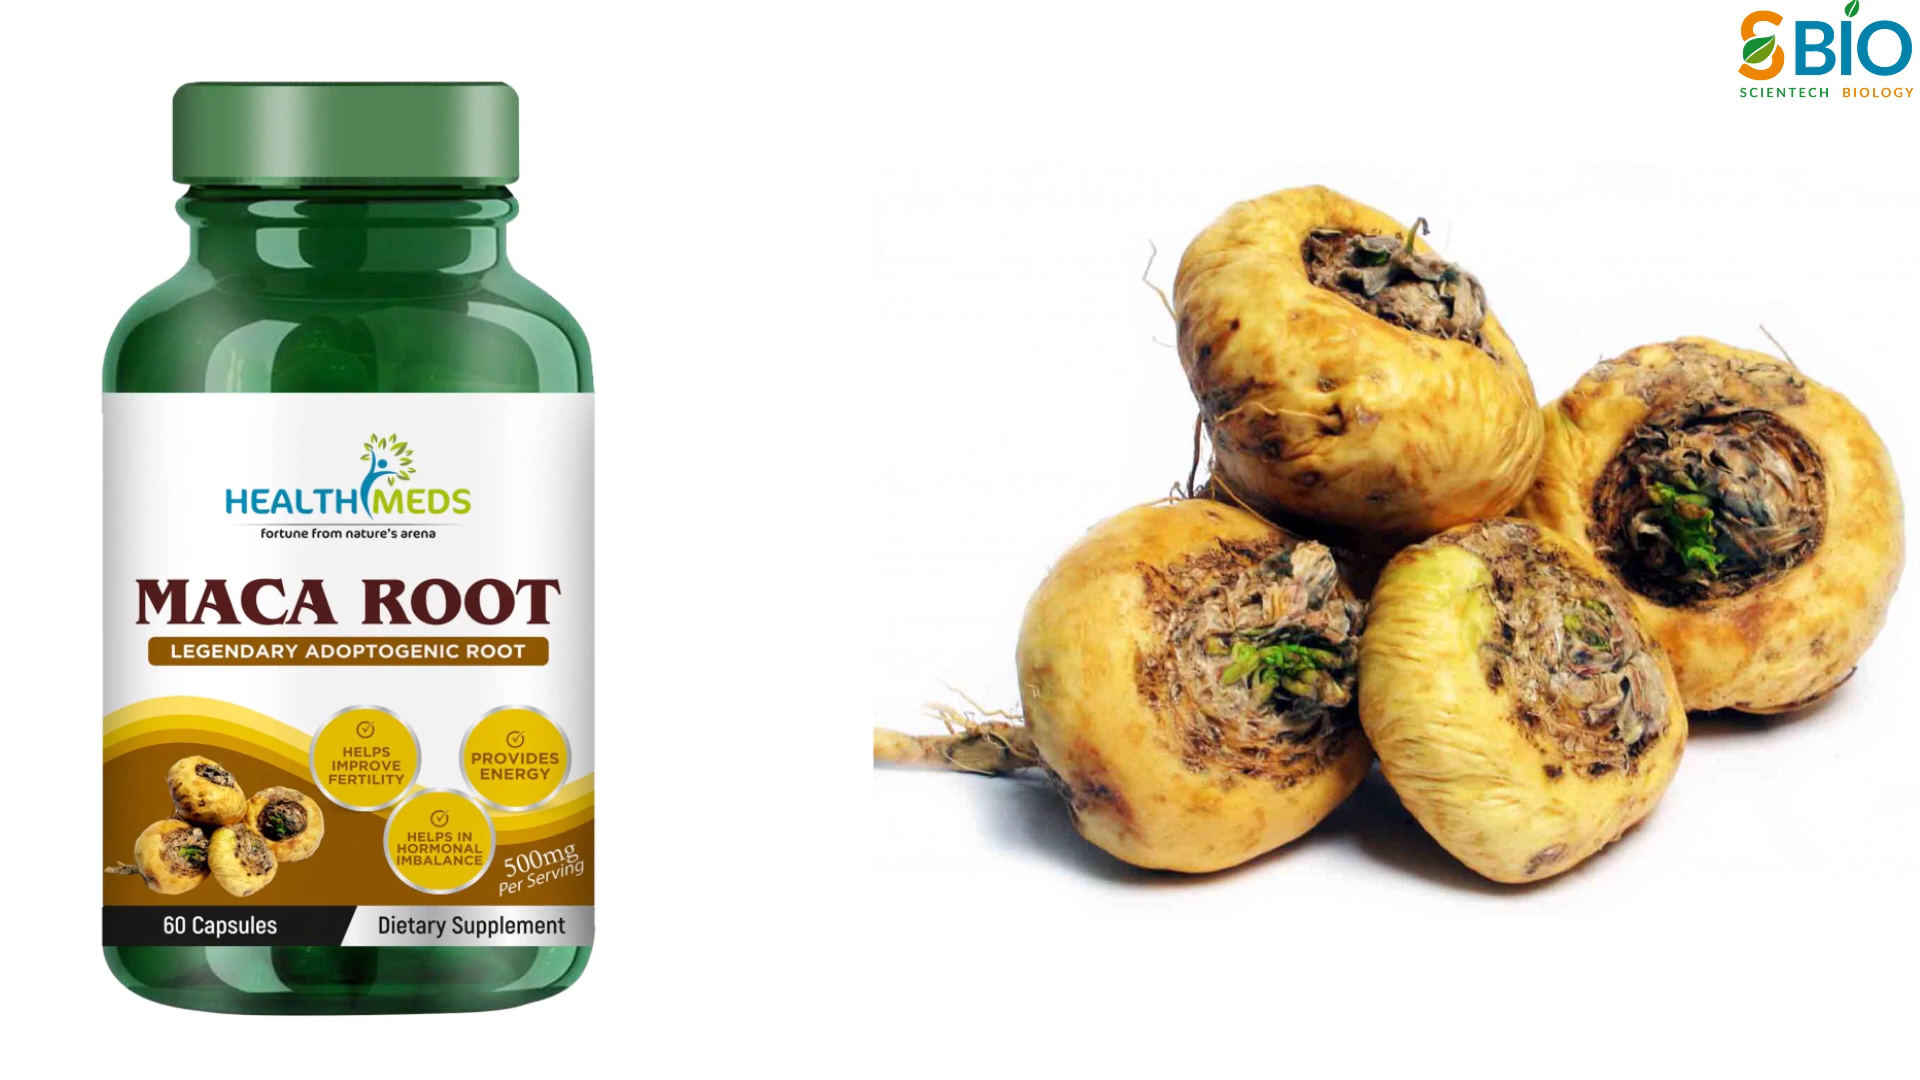 SBIO
SCIENTECH BIOLOGY
HEALTH MEDS
fortune from nature's arena
MACA ROOT
LEGENDARY ADOPTOGENIC ROOT
HELPS
IMPROVE
FERTILITY
PROVIDES
ENERGY
HELPS IN
HORMONAL
IMBALANCE
500mg
Per Serving
60 Capsules
Dietary Supplement